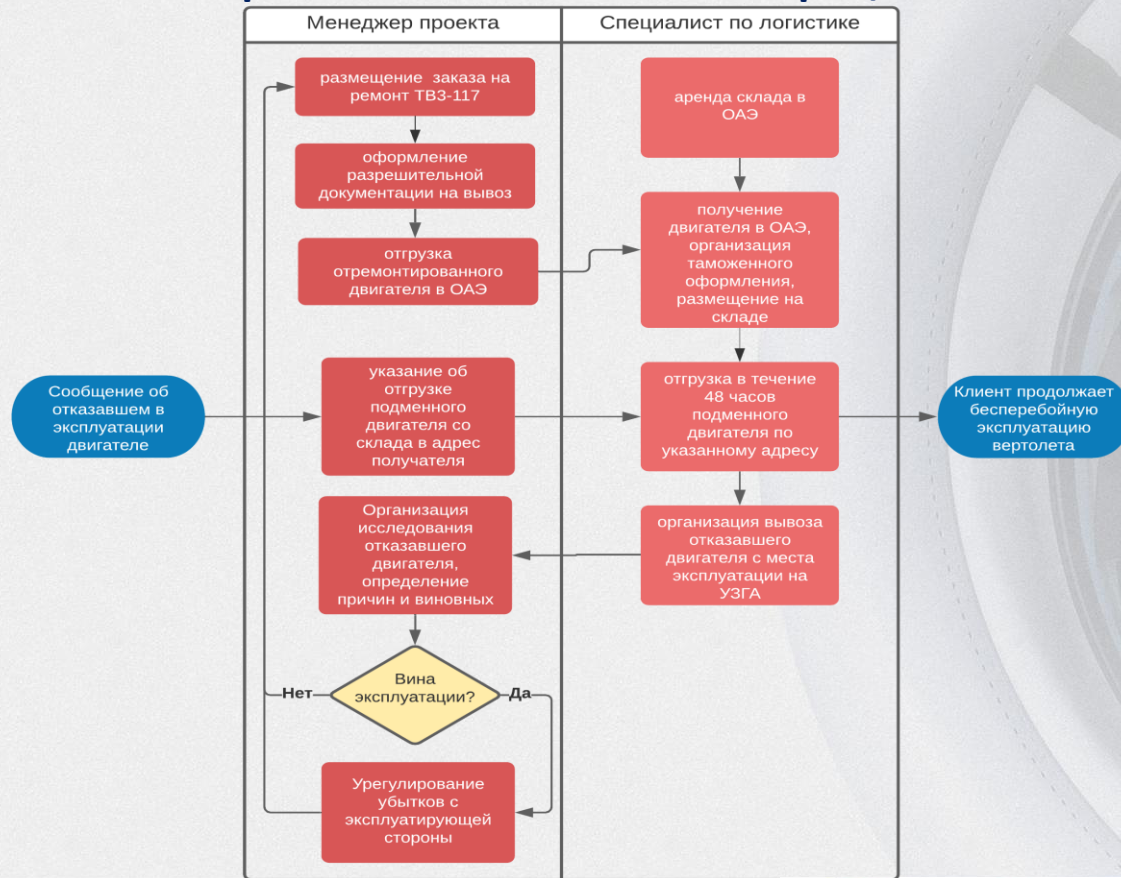 Менеджер проекта
Специалист по логистике
размещение заказа на
ремонт ТВ3-117
аренда склада в
ОАЭ
оформление
разрешительной
документации на вывоз
получение
двигателя в ОАЭ,
организация
таможенного
оформления,
размещение на
складе
отгрузка
отремонтированного
двигателя в ОАЭ
Сообщение об
отказавшем в
эксплуатации
двигателе
указание об
отгрузке
подменного
двигателя со
склада в адрес
получателя
отгрузка в течение
48 часов
подменного
двигателя по
указанному адресу
Клиент продолжает
бесперебойную
эксплуатацию
вертолета
Организация
исследования
отказавшего
двигателя,
определение
причин и виновных
организация вывоза
отказавшего
двигателя с места
эксплуатации на
УЗГА
Вина
эксплуатации?
Нет
Да
Урегулирование
убытков с
эксплуатирующей
стороны